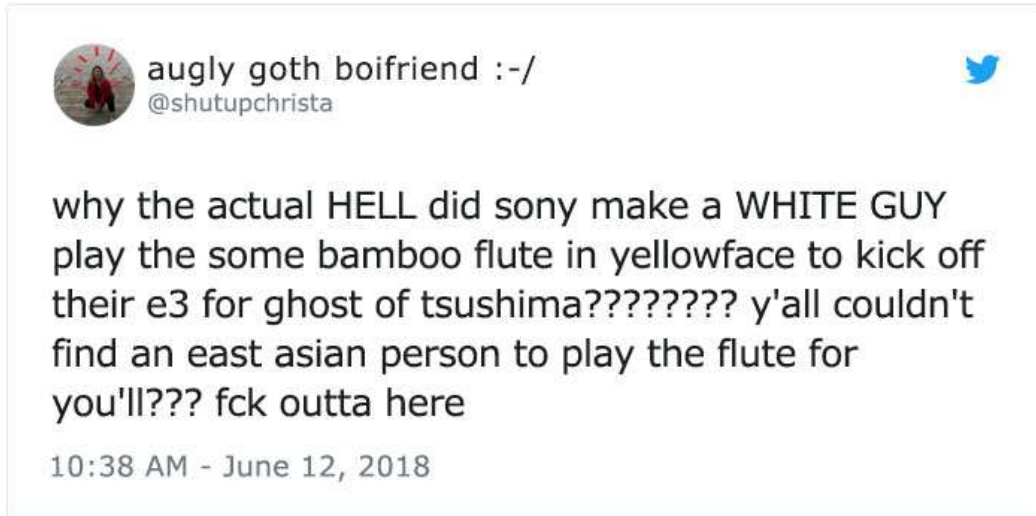 augly goth boifriend :-/
@shutupchrista
why the actual HELL did sony make a WHITE GUY
play the some bamboo flute in yellowface to kick off
their e3 for ghost of tsushima???????? y'all couldn't
find an east asian person to play the flute for
you'll??? fck outta here
10:38 AM - June 12, 2018